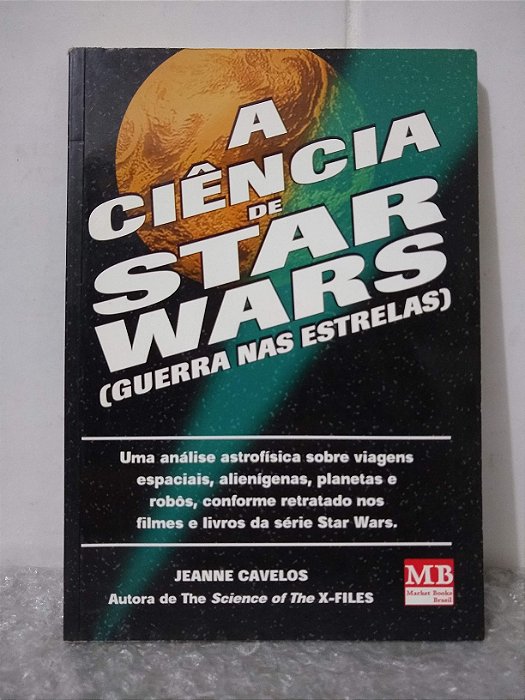 A
CIÊNCIA
DE
STAR
WARS
(GUERRA NAS ESTRELAS)
Uma análise astrofísica sobre viagens
espaciais, alienígenas, planetas e
robôs, conforme retratado nos
filmes e livros da série Star Wars.
JEANNE CAVELOS
Autora de The Science of The X-FILES
MB
Market Books
Brasil